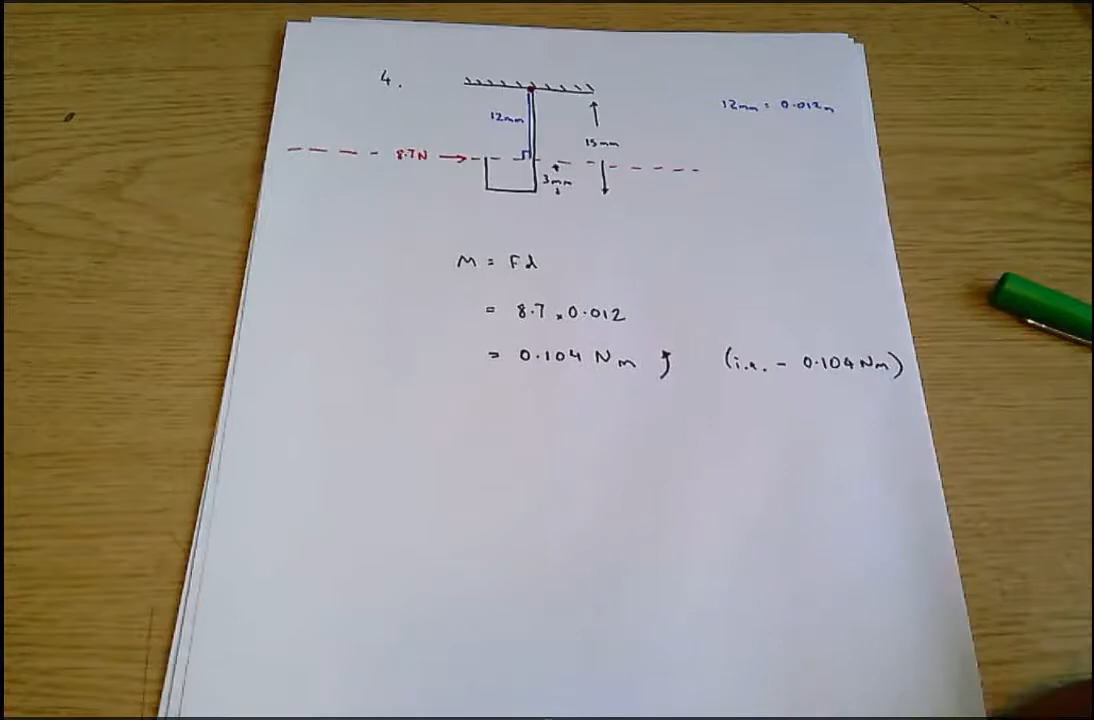 4.
12mm = 0.012m
12mm
15mm
8.7N
3mm
M = Fd
= 8.7 × 0.012
= 0.104 Nm (i.e. - 0.104 Nm)